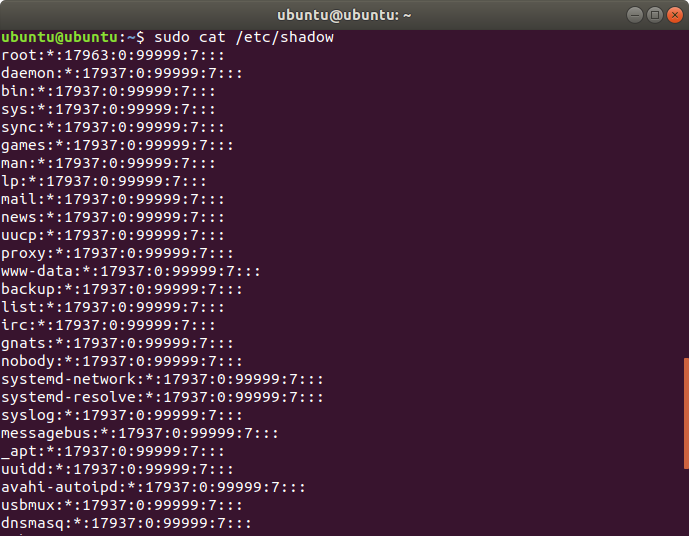 ubuntu@ubuntu: ~
ubuntu@ubuntu:~$ sudo cat /etc/shadow
root:*:17963:0:99999:7:::
daemon:*:17937:0:99999:7:::
bin:*:17937:0:99999:7:::
sys:*:17937:0:99999:7:::
sync:*:17937:0:99999:7:::
games:*:17937:0:99999:7:::
man:*:17937:0:99999:7:::
lp:*:17937:0:99999:7:::
mail:*:17937:0:99999:7:::
news:*:17937:0:99999:7:::
uucp:*:17937:0:99999:7:::
proxy:*:17937:0:99999:7:::
www-data:*:17937:0:99999:7:::
backup:*:17937:0:99999:7:::
list:*:17937:0:99999:7:::
irc:*:17937:0:99999:7:::
gnats:*:17937:0:99999:7:::
nobody:*:17937:0:99999:7:::
systemd-network:*:17937:0:99999:7:::
systemd-resolve:*:17937:0:99999:7:::
syslog:*:17937:0:99999:7:::
messagebus:*:17937:0:99999:7:::
_apt:*:17937:0:99999:7:::
uuidd:*:17937:0:99999:7:::
avahi-autoipd:*:17937:0:99999:7:::
usbmux:*:17937:0:99999:7:::
dnsmasq:*:17937:0:99999:7:::